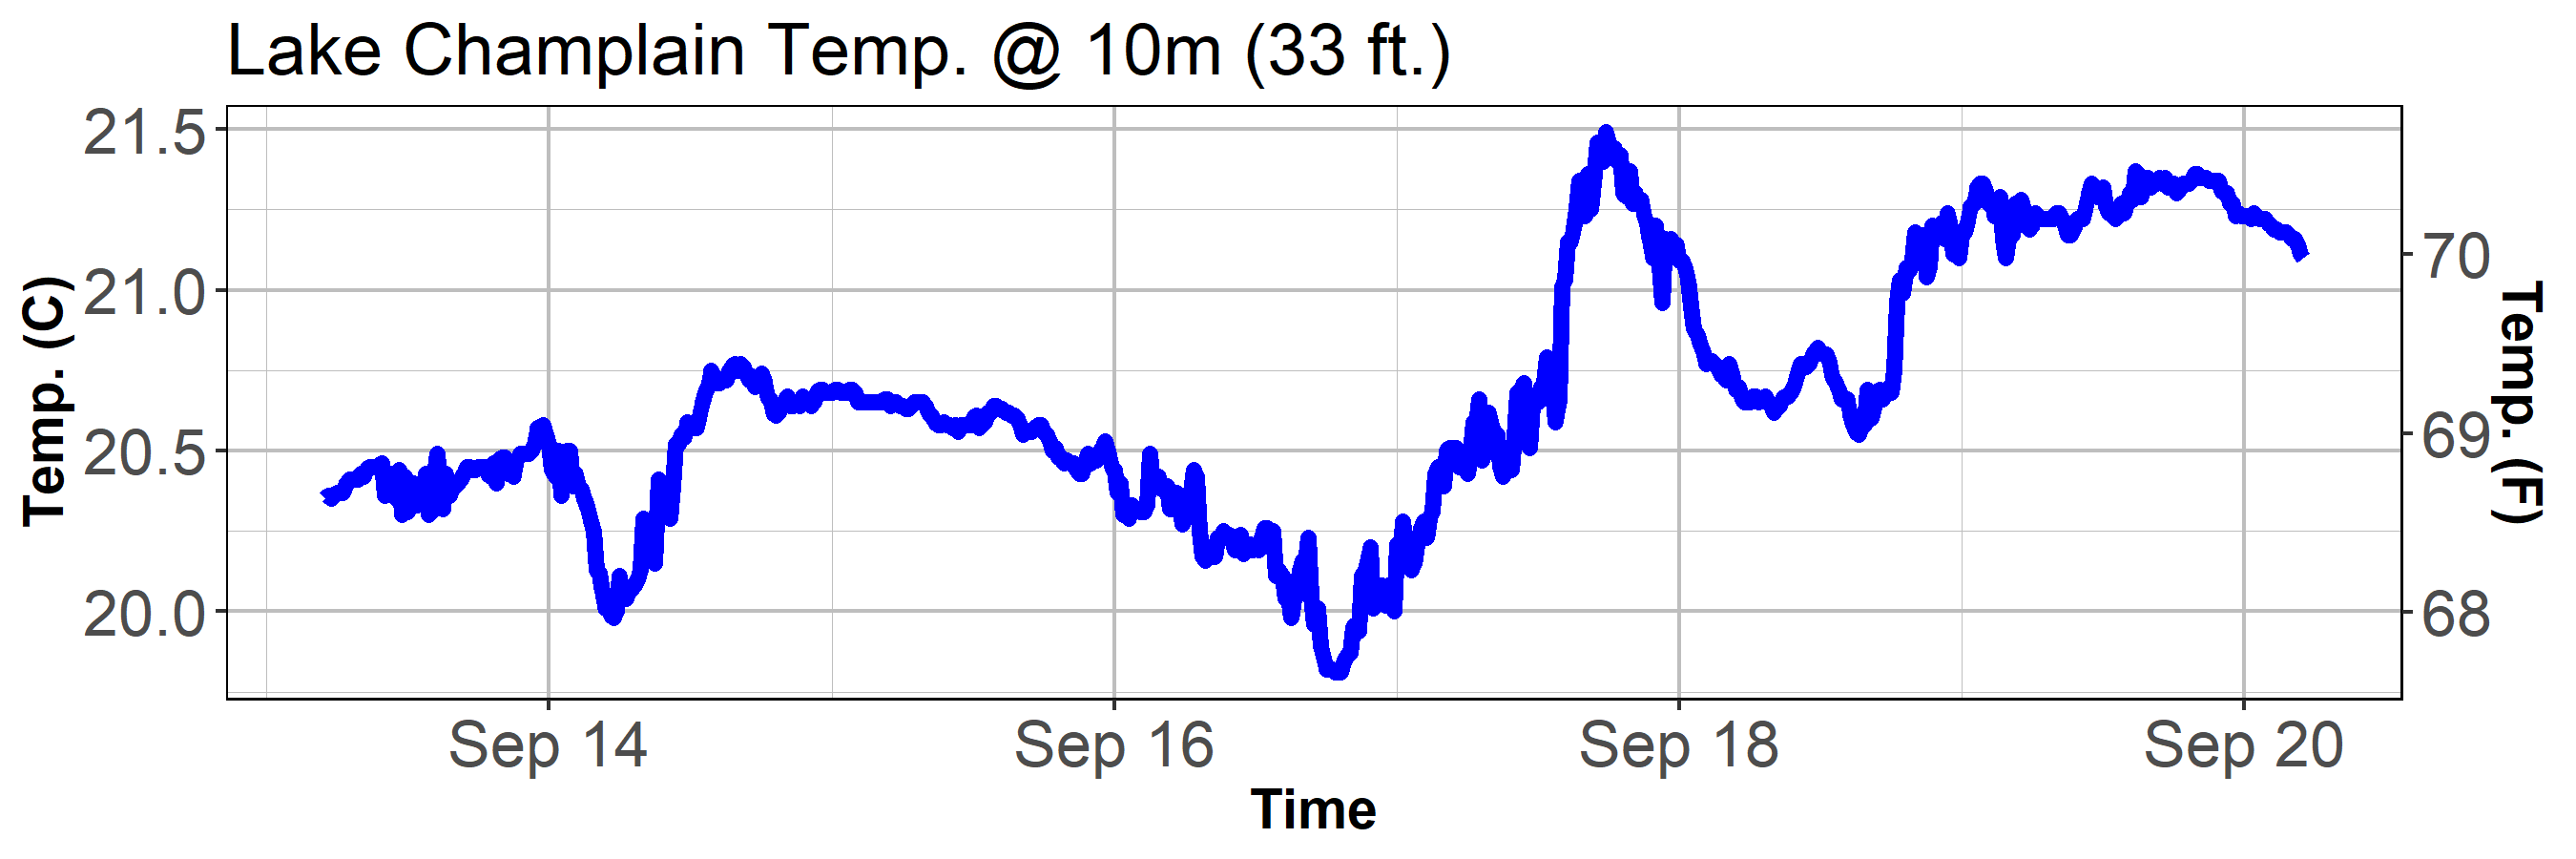 Lake Champlain Temp. @ 10m (33 ft.)
21.5
21.0
20.5
20.0
Temp. (C)
70
69
68
Temp. (F)
Sep 14
Sep 16
Sep 18
Sep 20
Time